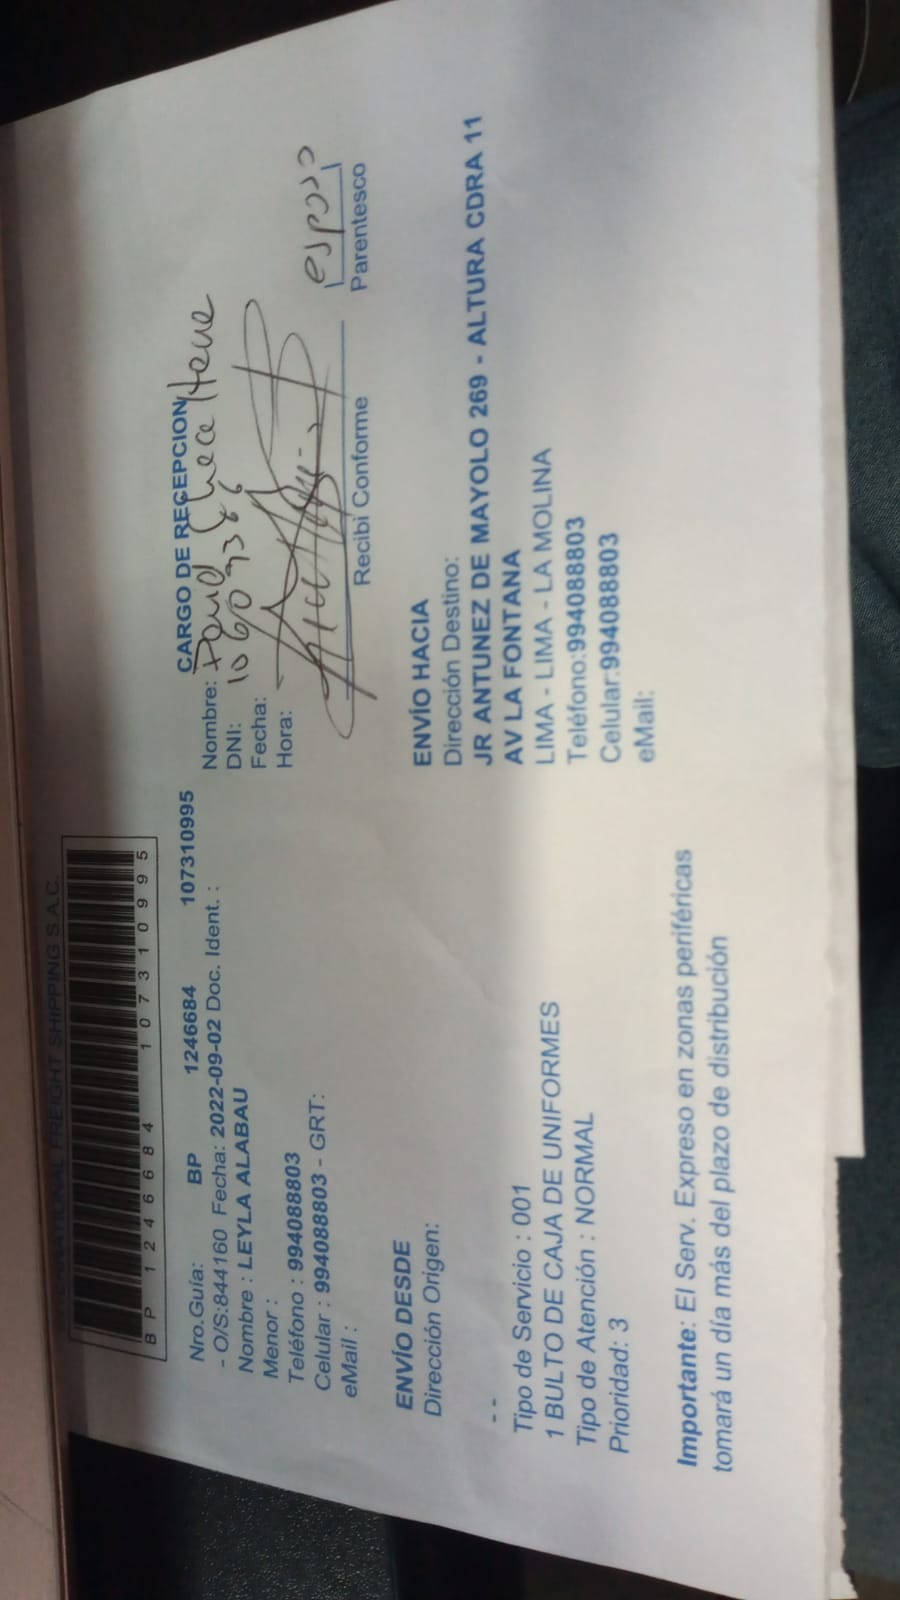 FREIGHT SHIPPING S.A.C.
BP 1246684 107310995
Nro.Guía: BP 1246684 107310995
- O/S:844160 Fecha: 2022-09-02 Doc. Ident. :
Nombre : LEYLA ALABAU
Menor :
Teléfono : 994088803
Celular : 994088803 - GRT:
eMail :
CARGO DE RECEPCION
Nombre:
DNI:
Fecha:
Hora:
Recibi Conforme
esposo
Parentesco
ENVÍO DESDE
Dirección Origen:
- -
Tipo de Servicio : 001
1 BULTO DE CAJA DE UNIFORMES
Tipo de Atención : NORMAL
Prioridad: 3
ENVÍO HACIA
Dirección Destino:
JR ANTUNEZ DE MAYOLO 269 - ALTURA CDRA 11
AV LA FONTANA
LIMA - LIMA - LA MOLINA
Teléfono:994088803
Celular:994088803
eMail:
Importante: El Serv. Expreso en zonas periféricas
tomará un día más del plazo de distribución